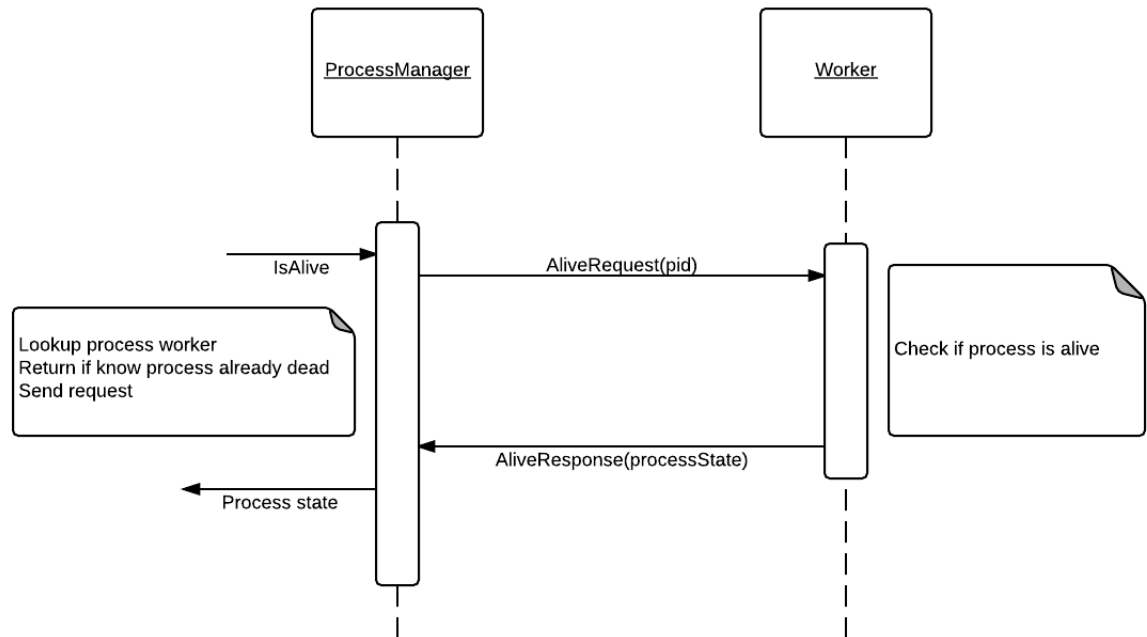 ProcessManager
Worker
IsAlive
AliveRequest(pid)
Lookup process worker
Return if know process already dead
Send request
Check if process is alive
AliveResponse(processState)
Process state